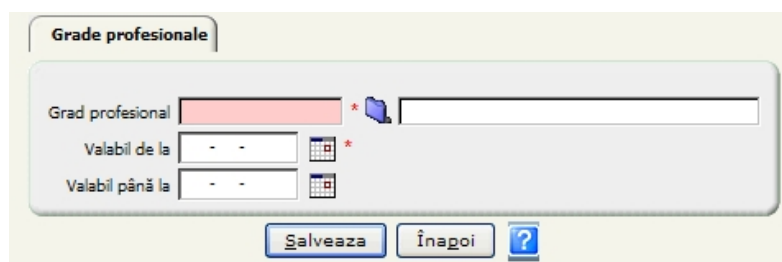 Grade profesionale
Grad profesional *
Valabil de la - - *
Valabil până la - -
Salveaza Înapoi ?